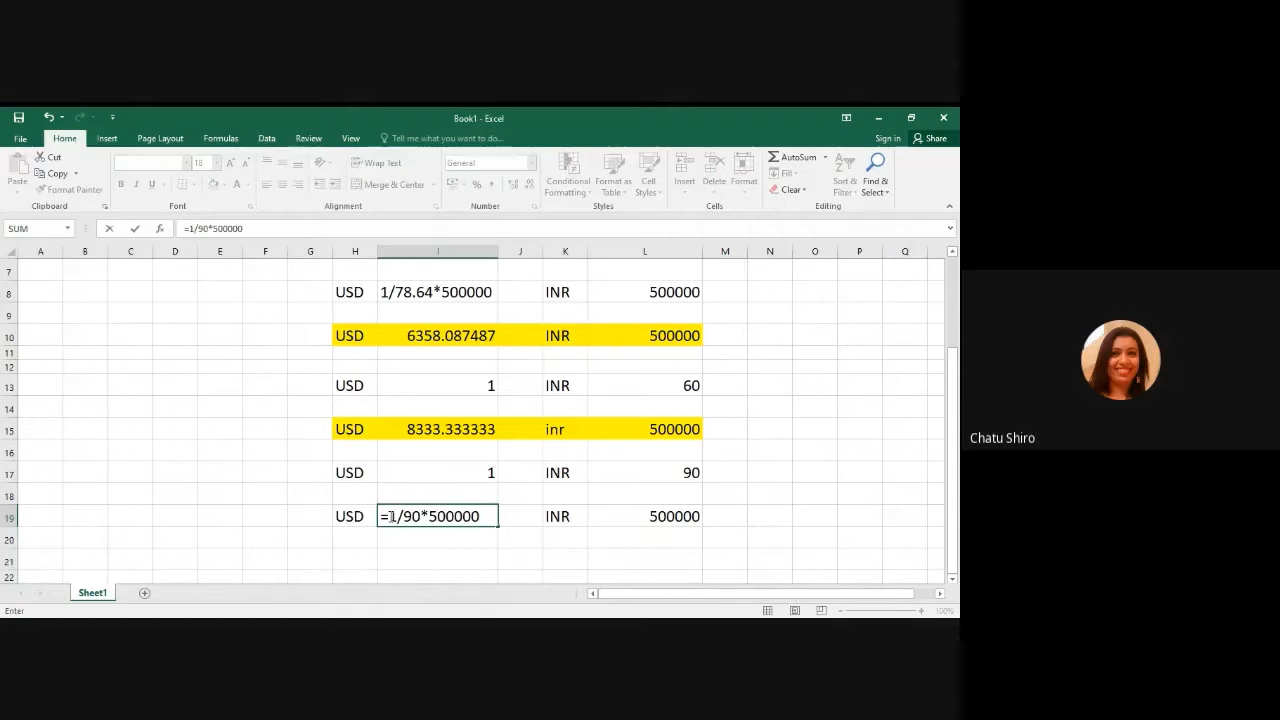 Book1 - Excel
File Home Insert Page Layout Formulas Data Review View Tell me what you want to do... Sign in Share
Paste Cut Copy Format Painter Clipboard
18 A A B I U A Font
Wrap Text Merge & Center Alignment
General % , Number
Conditional Formatting Format as Table Cell Styles Styles
Insert Delete Format Cells
AutoSum Fill Clear Sort & Filter Find & Select Editing
SUM fx =1/90*500000
A B C D E F G H I J K L M N O P Q
7
8 USD 1/78.64*500000 INR 500000
9
10 USD 6358.087487 INR 500000
11
12
13 USD 1 INR 60
14
15 USD 8333.333333 inr 500000
16
17 USD 1 INR 90
18
19 USD =1/90*500000 INR 500000
20
21
22
Sheet1
Enter 100%
Chatu Shiro